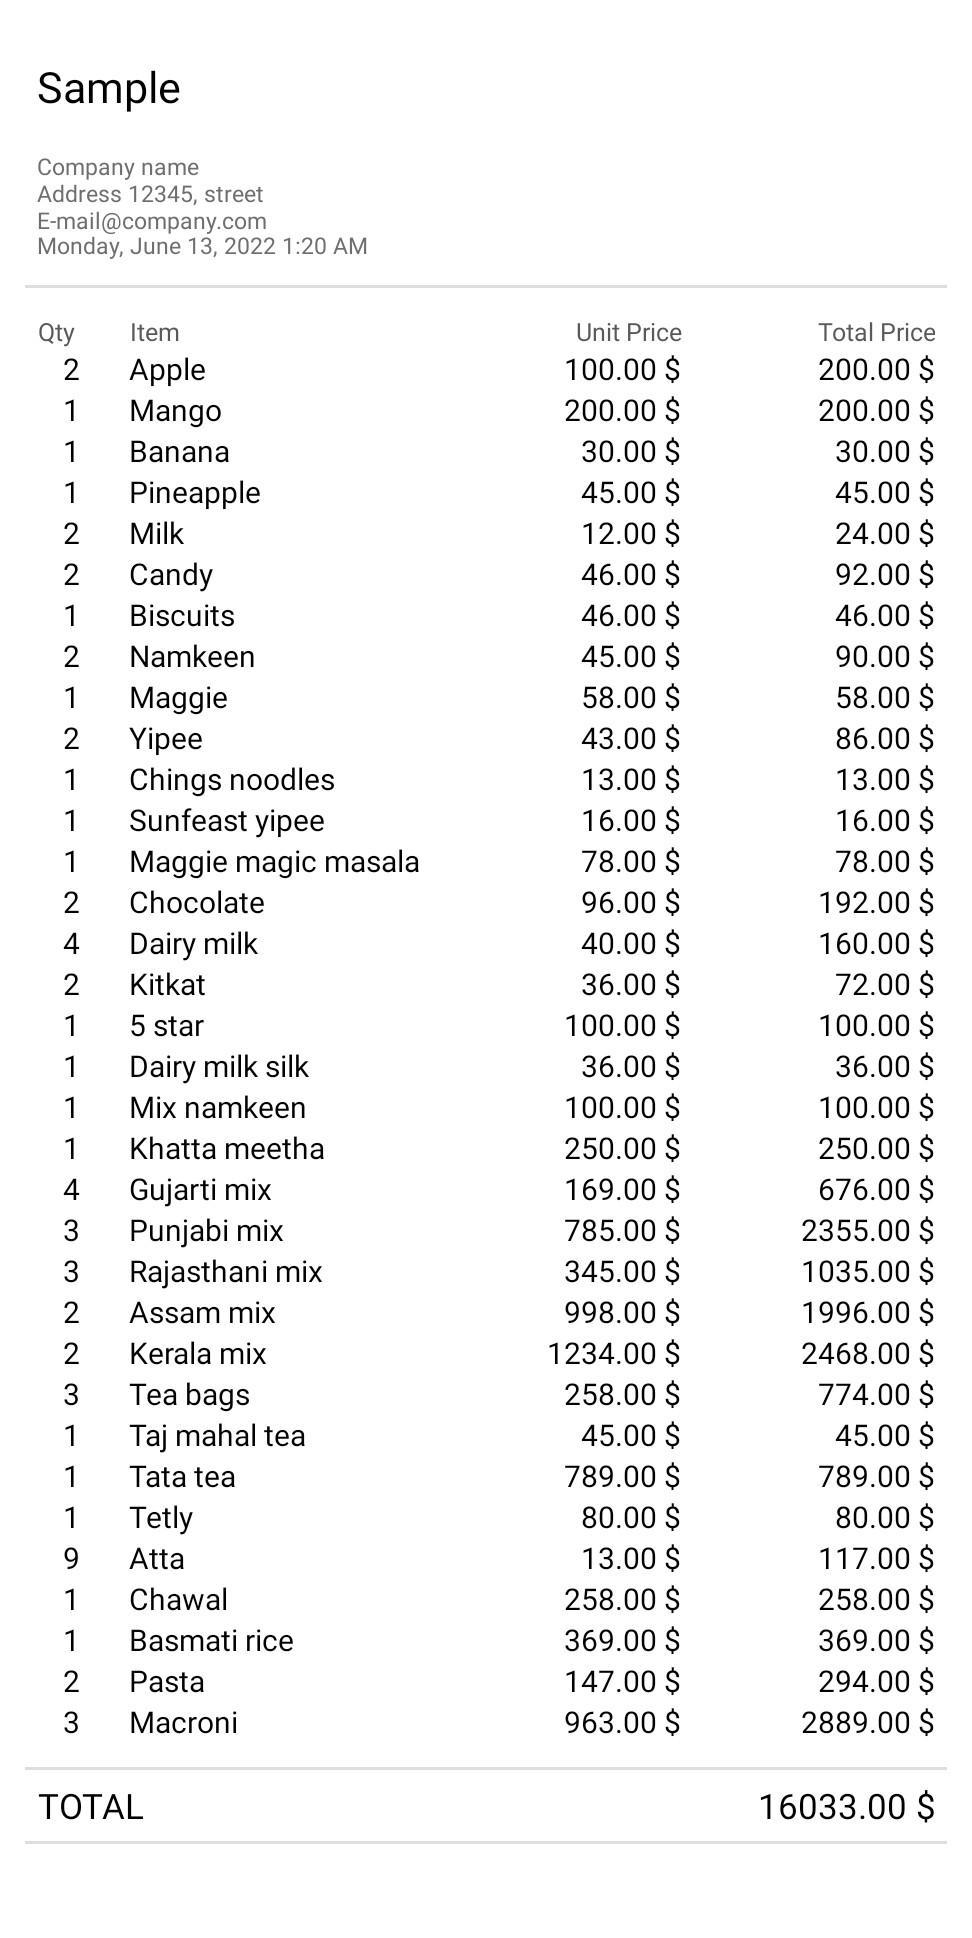 Sample
Company name
Address 12345, street
E-mail@company.com
Monday, June 13, 2022 1:20 AM
Qty Item Unit Price Total Price
2 Apple 100.00 $ 200.00 $
1 Mango 200.00 $ 200.00 $
1 Banana 30.00 $ 30.00 $
1 Pineapple 45.00 $ 45.00 $
2 Milk 12.00 $ 24.00 $
2 Candy 46.00 $ 92.00 $
1 Biscuits 46.00 $ 46.00 $
2 Namkeen 45.00 $ 90.00 $
1 Maggie 58.00 $ 58.00 $
2 Yipee 43.00 $ 86.00 $
1 Chings noodles 13.00 $ 13.00 $
1 Sunfeast yipee 16.00 $ 16.00 $
1 Maggie magic masala 78.00 $ 78.00 $
2 Chocolate 96.00 $ 192.00 $
4 Dairy milk 40.00 $ 160.00 $
2 Kitkat 36.00 $ 72.00 $
1 5 star 100.00 $ 100.00 $
1 Dairy milk silk 36.00 $ 36.00 $
1 Mix namkeen 100.00 $ 100.00 $
1 Khatta meetha 250.00 $ 250.00 $
4 Gujarti mix 169.00 $ 676.00 $
3 Punjabi mix 785.00 $ 2355.00 $
3 Rajasthani mix 345.00 $ 1035.00 $
2 Assam mix 998.00 $ 1996.00 $
2 Kerala mix 1234.00 $ 2468.00 $
3 Tea bags 258.00 $ 774.00 $
1 Taj mahal tea 45.00 $ 45.00 $
1 Tata tea 789.00 $ 789.00 $
1 Tetly 80.00 $ 80.00 $
9 Atta 13.00 $ 117.00 $
1 Chawal 258.00 $ 258.00 $
1 Basmati rice 369.00 $ 369.00 $
2 Pasta 147.00 $ 294.00 $
3 Macroni 963.00 $ 2889.00 $
TOTAL 16033.00 $